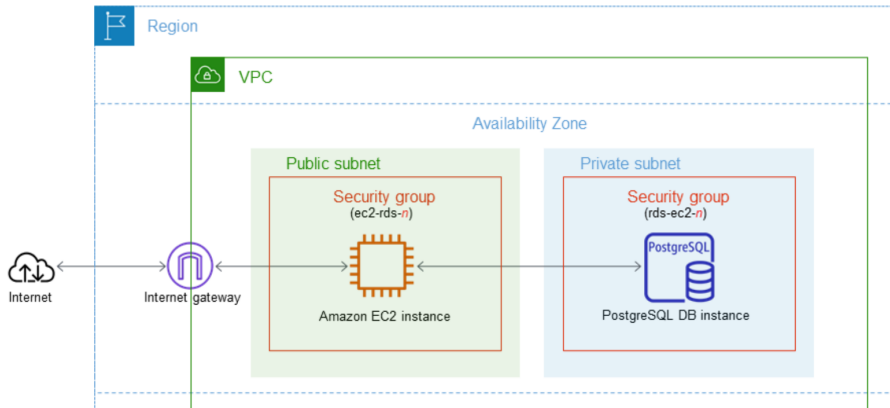 Region
VPC
Availability Zone
Public subnet
Private subnet
Security group
(ec2-rds-n)
Security group
(rds-ec2-n)
PostgreSQL
Internet
Internet gateway
Amazon EC2 instance
PostgreSQL DB instance